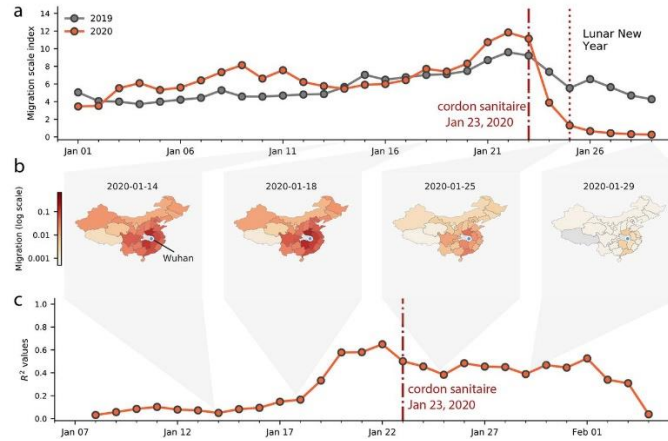 a
2019
2020
Migration scale index
14
12
10
8
6
4
2
0
Lunar New
Year
cordon sanitaire
Jan 23, 2020
Jan 01
Jan 06
Jan 11
Jan 16
Jan 21
Jan 26
b
2020-01-14
2020-01-18
2020-01-25
2020-01-29
Migration (log scale)
0.1
0.01
0.001
Wuhan
c
R² values
1.0
0.8
0.6
0.4
0.2
0.0
cordon sanitaire
Jan 23, 2020
Jan 07
Jan 12
Jan 17
Jan 22
Jan 27
Feb 01